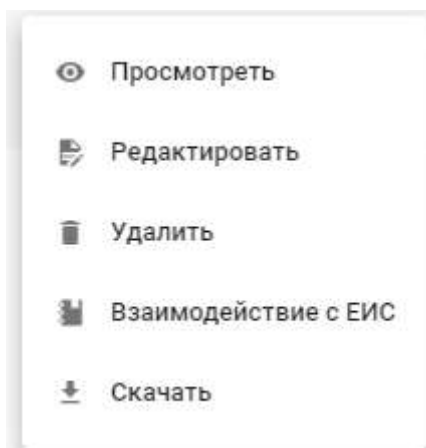 Просмотреть
Редактировать
Удалить
Взаимодействие с ЕИС
Скачать